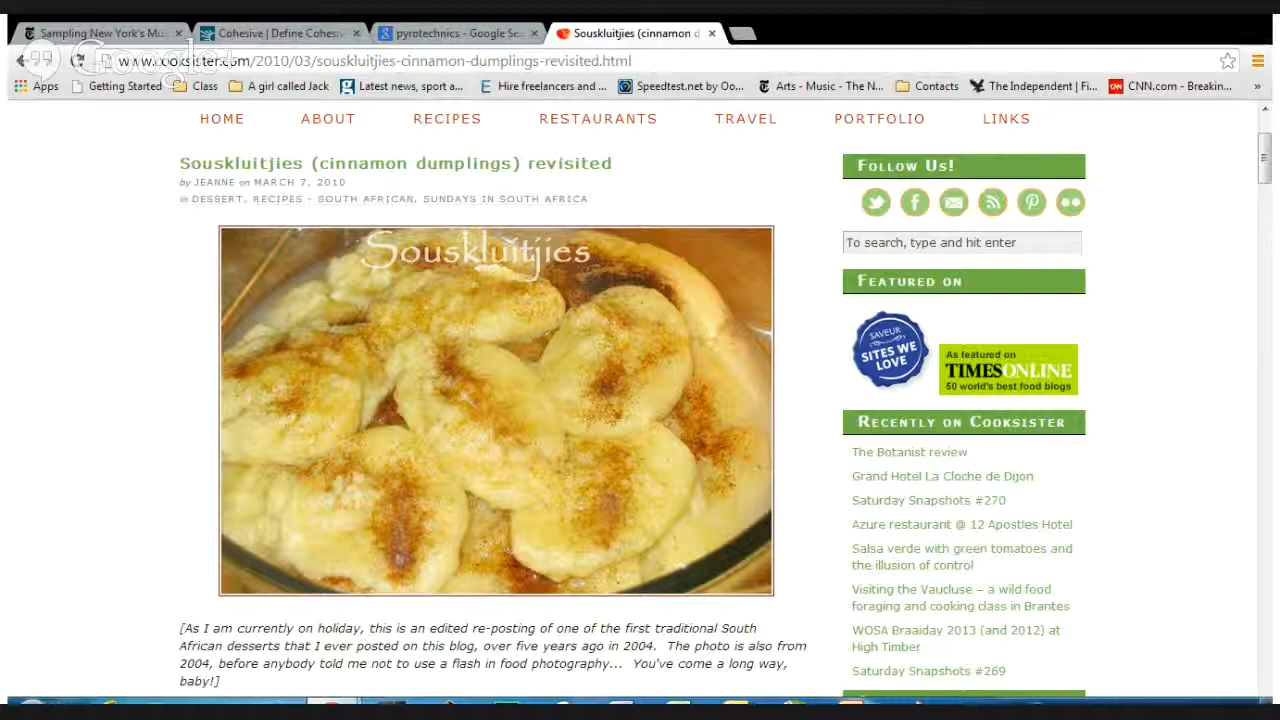 Sampling New York's Mu
Cohesive | Define Cohesiv
pyrotechnics - Google Se
Souskluitjies (cinnamon d
Google+
www.cooksister.com/2010/03/souskluitjies-cinnamon-dumplings-revisited.html
Apps
Getting Started
Class
A girl called Jack
Latest news, sport a...
Hire freelancers and ...
Speedtest.net by Oo...
Arts - Music - The N...
Contacts
The Independent | Fi...
CNN.com - Breakin...
»
HOME
ABOUT
RECIPES
RESTAURANTS
TRAVEL
PORTFOLIO
LINKS
Souskluitjies (cinnamon dumplings) revisited
by JEANNE on MARCH 7, 2010
in DESSERT, RECIPES - SOUTH AFRICAN, SUNDAYS IN SOUTH AFRICA
Souskluitjies
[As I am currently on holiday, this is an edited re-posting of one of the first traditional South
African desserts that I ever posted on this blog, over five years ago in 2004. The photo is also from
2004, before anybody told me not to use a flash in food photography... You've come a long way,
baby!]
FOLLOW US!
To search, type and hit enter
FEATURED ON
SAVEUR
SITES WE
LOVE
As featured on
TIMESONLINE
50 world's best food blogs
RECENTLY ON COOKSISTER
The Botanist review
Grand Hotel La Cloche de Dijon
Saturday Snapshots #270
Azure restaurant @ 12 Apostles Hotel
Salsa verde with green tomatoes and
the illusion of control
Visiting the Vaucluse – a wild food
foraging and cooking class in Brantes
WOSA Braaiday 2013 (and 2012) at
High Timber
Saturday Snapshots #269